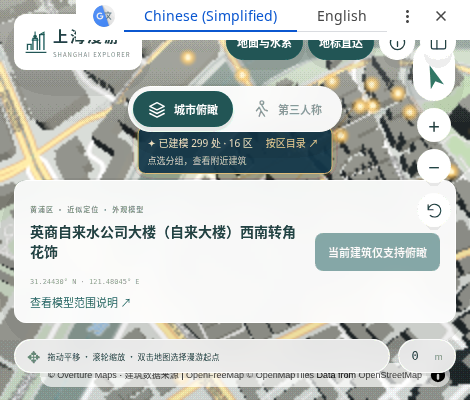 Chinese (Simplified)
English
上海漫游
SHANGHAI EXPLORER
地面与水系
地标直达
城市俯瞰
第三人称
✦ 已建模 299 处 · 16 区 按区目录 ↗
点选分组，查看附近建筑
黄浦区 · 近似定位 · 外观模型
英商自来水公司大楼（自来大楼）西南转角
花饰
当前建筑仅支持俯瞰
31.24430° N · 121.48045° E
查看模型范围说明 ↗
拖动平移 · 滚轮缩放 · 双击地图选择漫游起点
0 m
© Overture Maps · 建筑数据来源 | OpenFreeMap © OpenMapTiles Data from OpenStreetMap